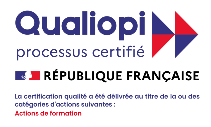 Qualiopi
processus certifié
RÉPUBLIQUE FRANÇAISE
La certification qualité a été délivrée au titre de la ou des
catégories d'actions suivantes :
Actions de formation